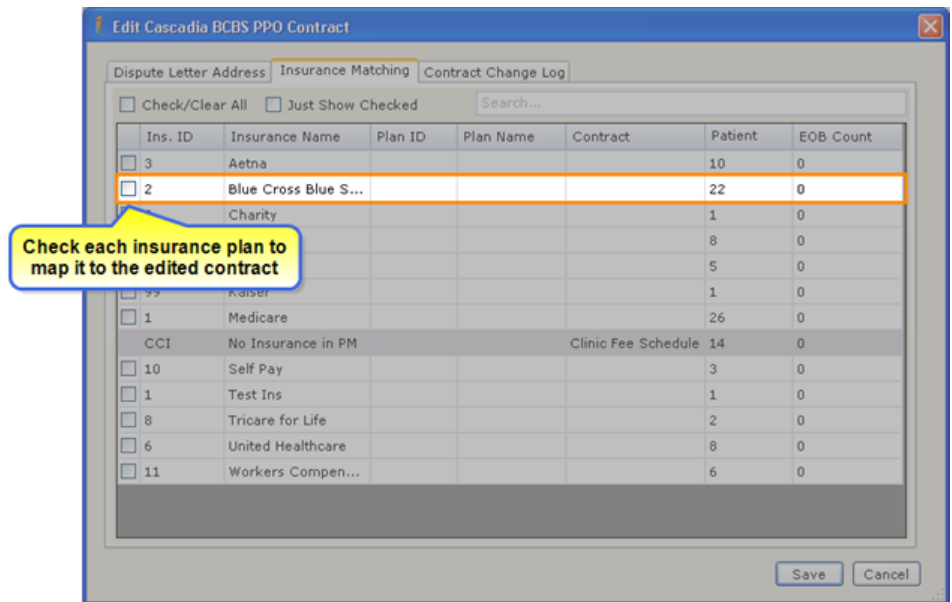 Edit Cascadia BCBS PPO Contract
Dispute Letter Address Insurance Matching Contract Change Log
Check/Clear All Just Show Checked Search...
Ins. ID Insurance Name Plan ID Plan Name Contract Patient EOB Count
3 Aetna 10 0
2 Blue Cross Blue S... 22 0
Charity 1 0
Check each insurance plan to
map it to the edited contract
8 0
5 0
99 Kaiser 1 0
1 Medicare 26 0
CCI No Insurance in PM Clinic Fee Schedule 14 0
10 Self Pay 3 0
1 Test Ins 1 0
8 Tricare for Life 2 0
6 United Healthcare 8 0
11 Workers Compen... 6 0
Save Cancel